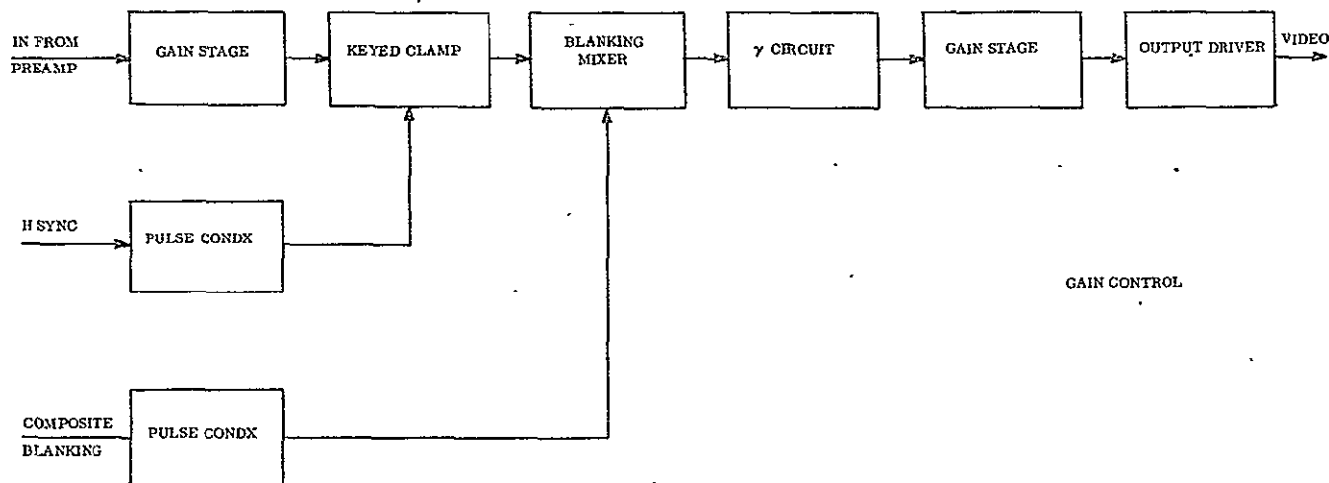 IN FROM
PREAMP
GAIN STAGE
KEYED CLAMP
BLANKING
MIXER
γ CIRCUIT
GAIN STAGE
OUTPUT DRIVER
VIDEO
H SYNC
PULSE CONDX
GAIN CONTROL
COMPOSITE
BLANKING
PULSE CONDX